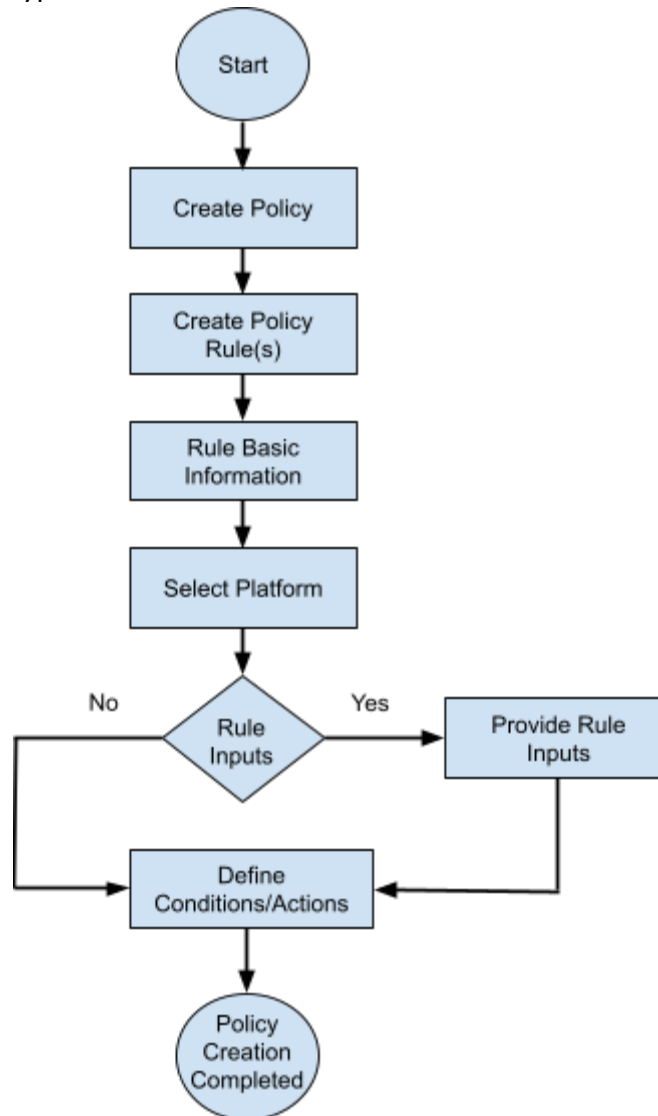 Start
Create Policy
Create Policy
Rule(s)
Rule Basic
Information
Select Platform
No
Yes
Rule
Inputs
Provide Rule
Inputs
Define
Conditions/Actions
Policy
Creation
Completed